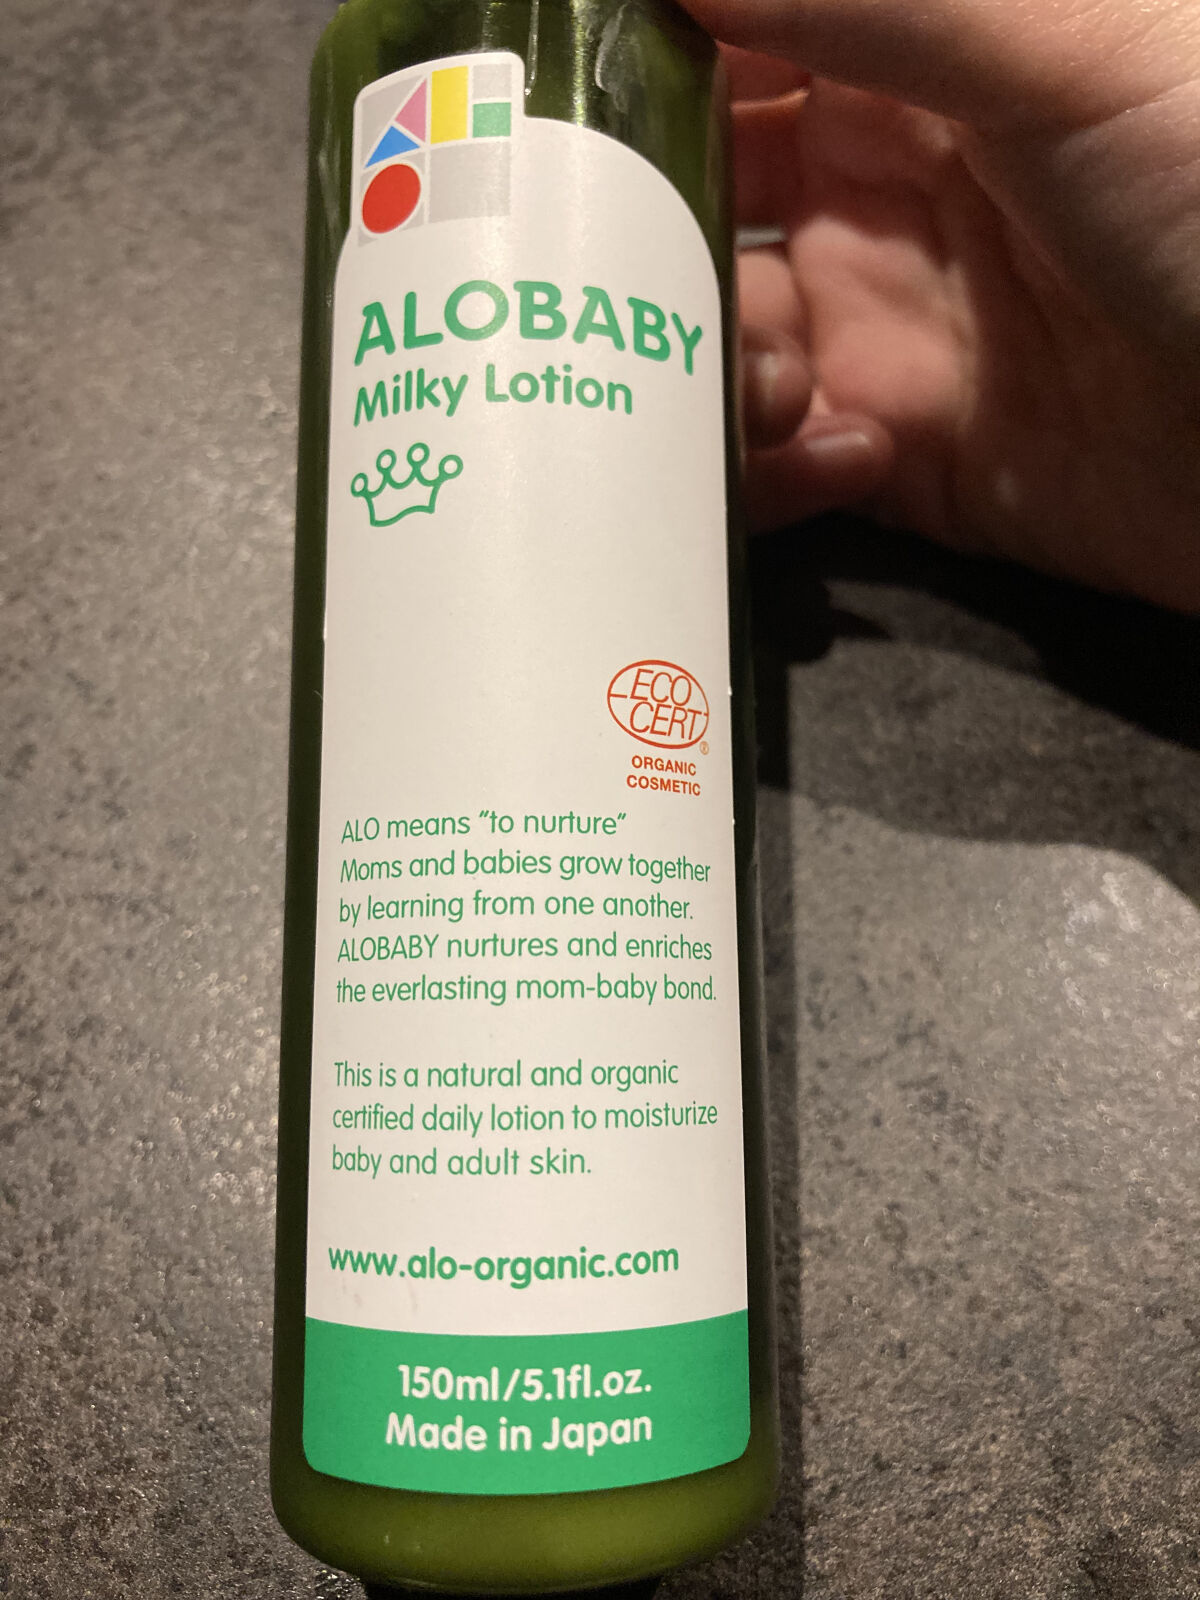 ALO
ALOBABY
Milky Lotion
ECO
CERT®
ORGANIC
COSMETIC
ALO means “to nurture”
Moms and babies grow together
by learning from one another.
ALOBABY nurtures and enriches
the everlasting mom-baby bond.
This is a natural and organic
certified daily lotion to moisturize
baby and adult skin.
www.alo-organic.com
150ml/5.1fl.oz.
Made in Japan